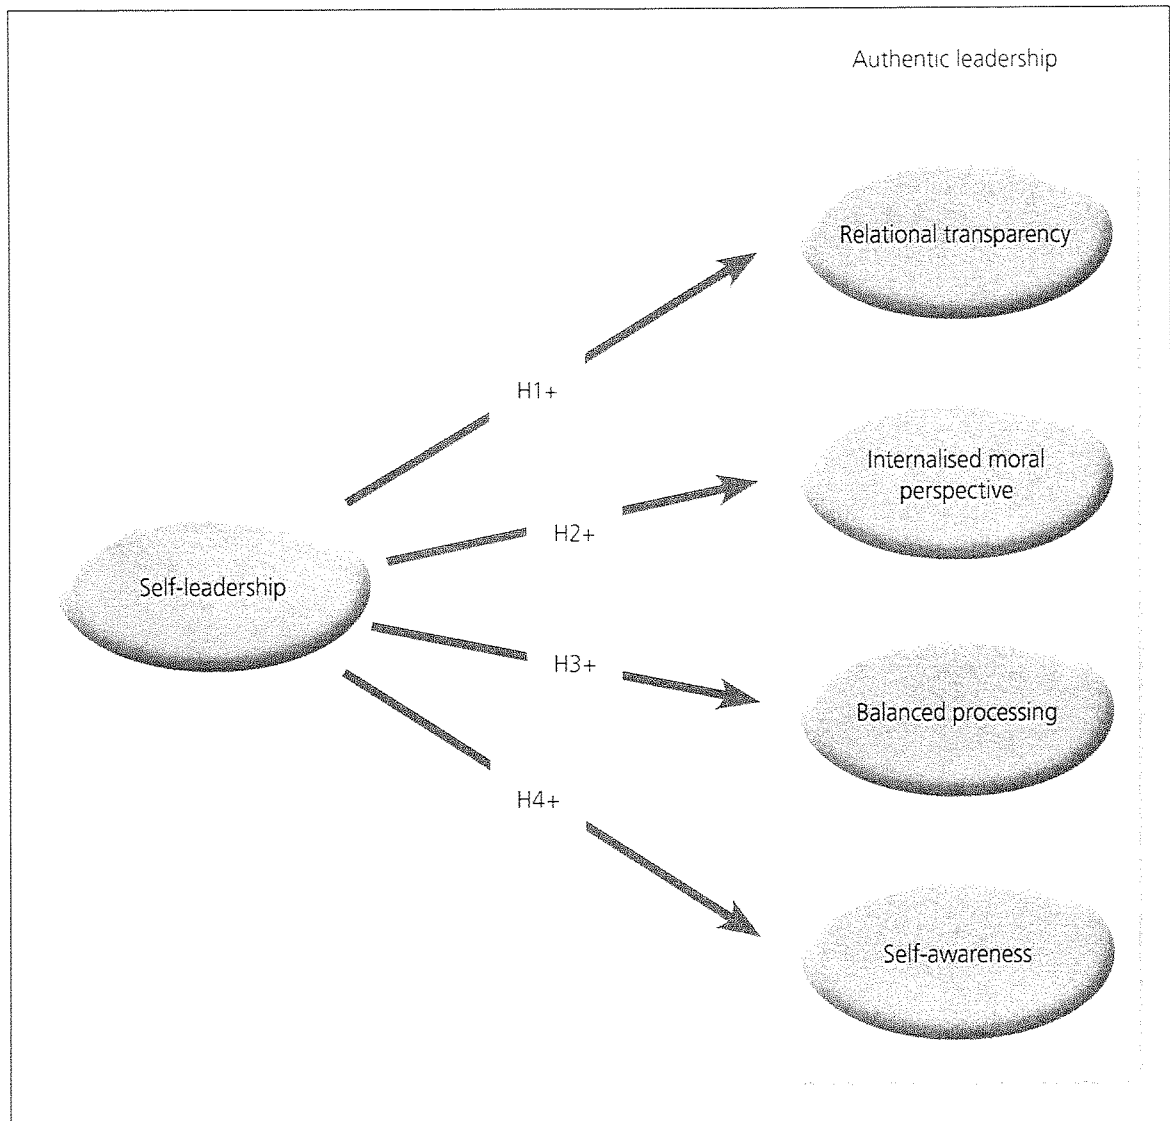 Authentic leadership
Relational transparency
H1+
Internalised moral
perspective
H2+
Self-leadership
H3+
Balanced processing
H4+
Self-awareness